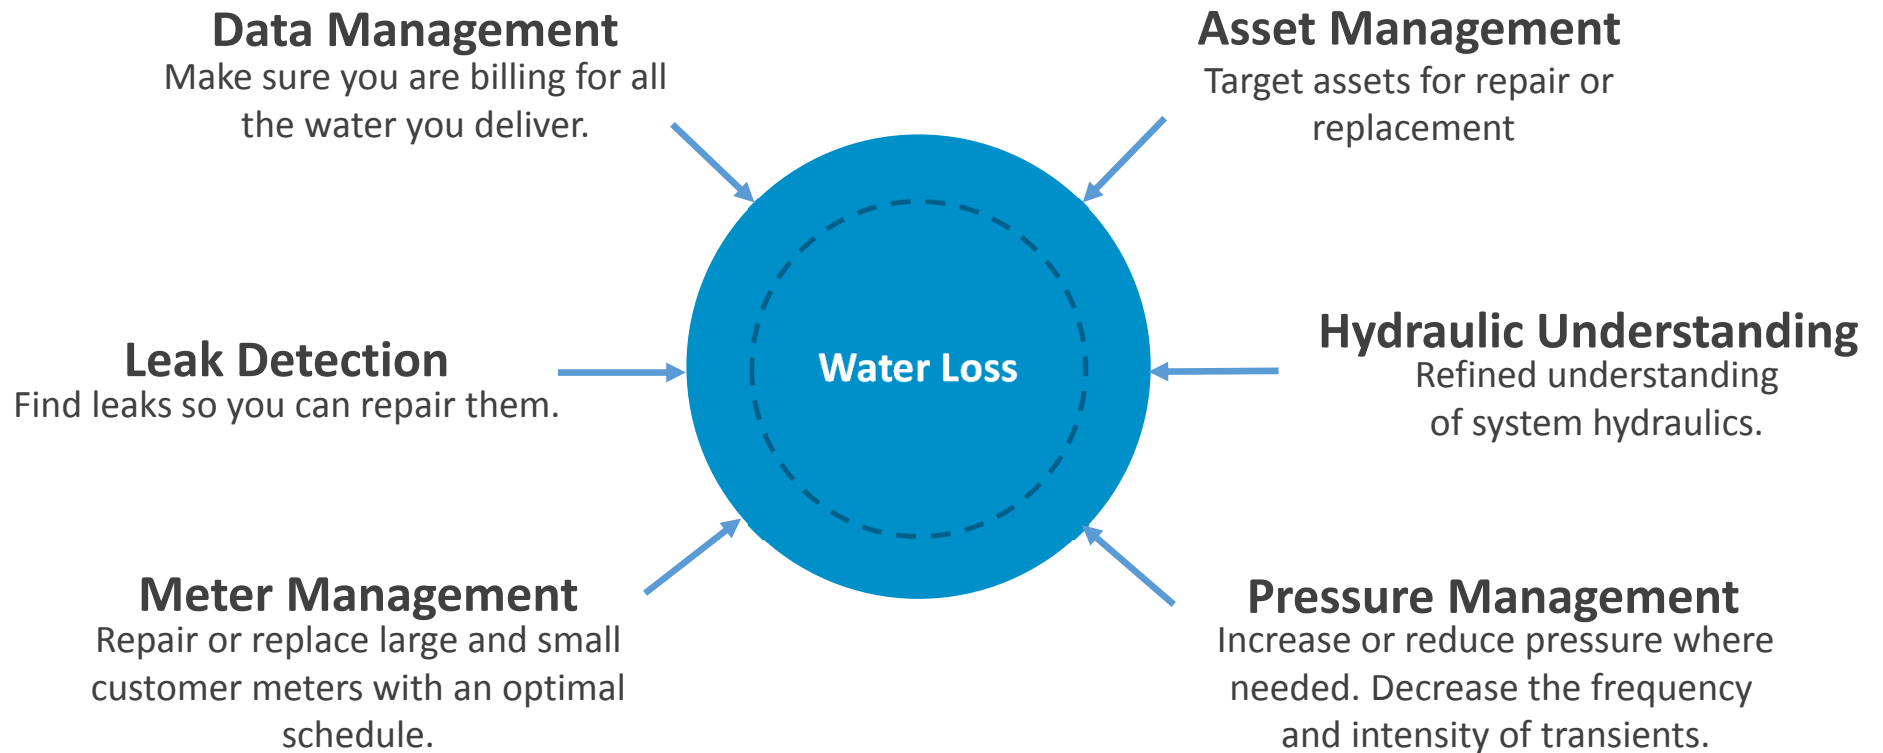 Data Management
Make sure you are billing for all
the water you deliver.
Asset Management
Target assets for repair or
replacement
Leak Detection
Find leaks so you can repair them.
Water Loss
Hydraulic Understanding
Refined understanding
of system hydraulics.
Meter Management
Repair or replace large and small
customer meters with an optimal
schedule.
Pressure Management
Increase or reduce pressure where
needed. Decrease the frequency
and intensity of transients.